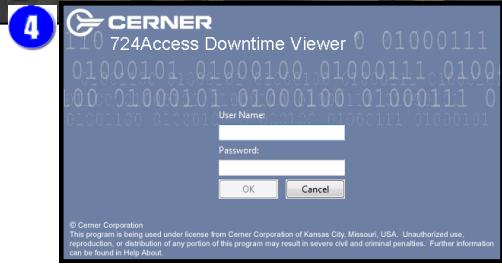 4
CERNER
724Access Downtime Viewer
User Name:
Password:
OK Cancel
© Cerner Corporation
This program is being used under license from Cerner Corporation of Kansas City, Missouri, USA. Unauthorized use,
reproduction, or distribution of any portion of this program may result in severe civil and criminal penalties. Further information
can be found in Help About.